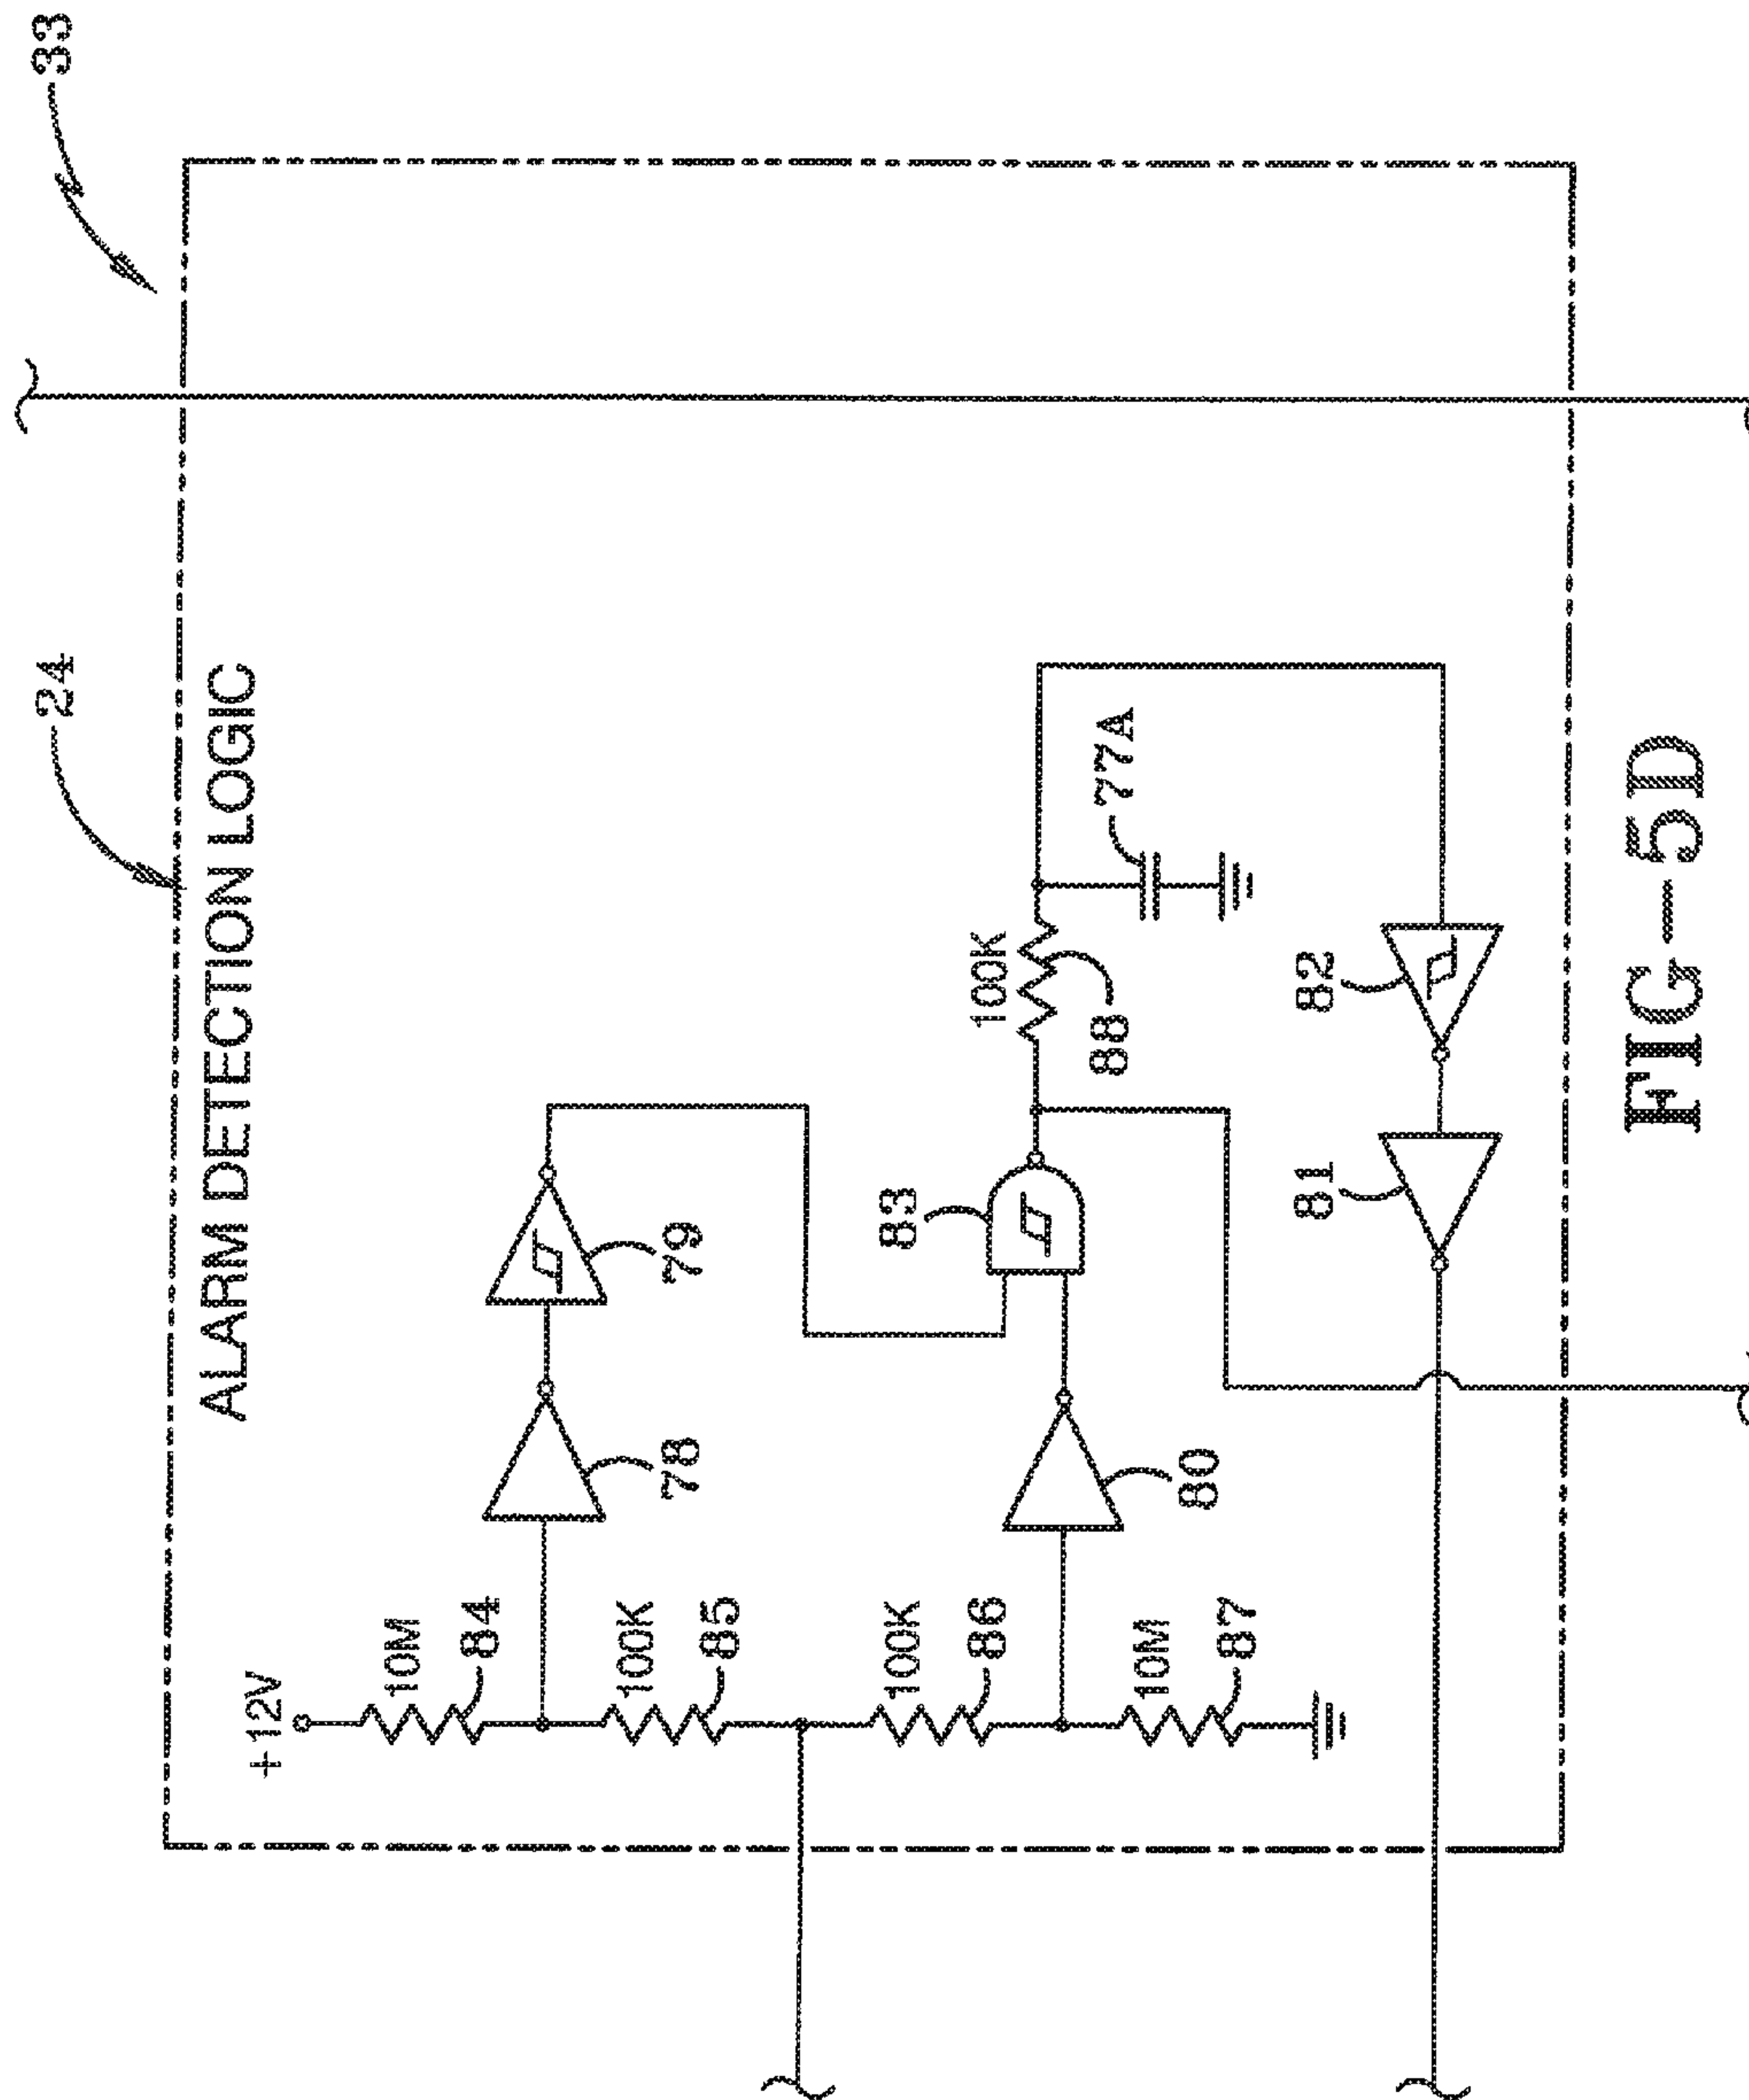 33
24
ALARM DETECTION LOGIC
+12V
10M
84
78
79
100K
85
83
100K
88
77A
100K
86
80
10M
87
81
82
FIG—5D